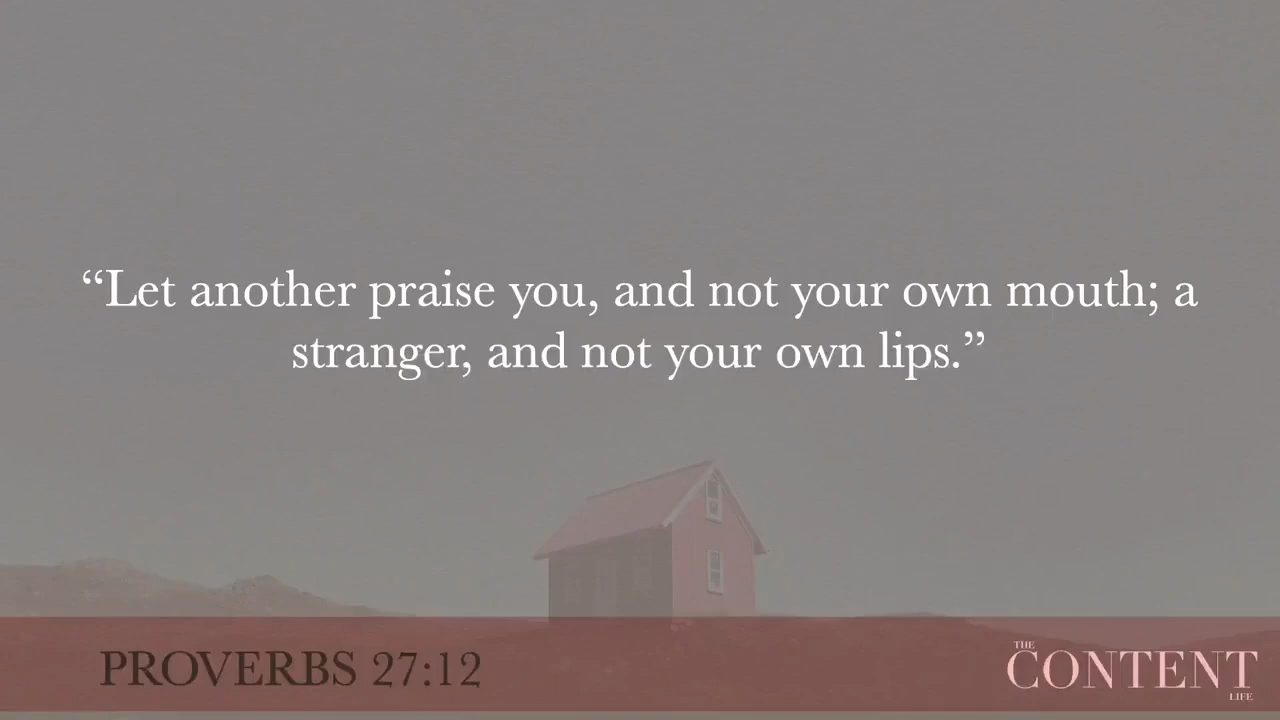 “Let another praise you, and not your own mouth; a
stranger, and not your own lips.”
PROVERBS 27:12
THE
CONTENT
LIFE